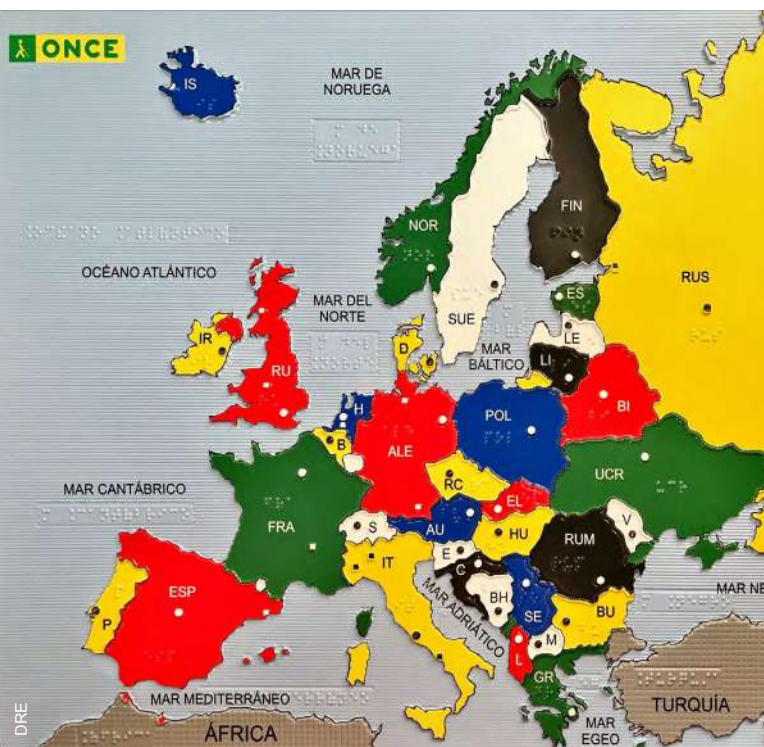 ONCE
IS
MAR DE
NORUEGA
FIN
NOR
OCÉANO ATLÁNTICO
RUS
ES
MAR DEL
NORTE
SUE
LE
IR
D
MAR
BÁLTICO
LI
RU
H
BI
POL
B
ALE
UCR
RC
MAR CANTÁBRICO
EL
FRA
S
AU
V
HU
RUM
E
IT
C
ESP
BH
MAR NE
P
MAR ADRIÁTICO
SE
BU
M
L
GR
MAR MEDITERRÁNEO
TURQUÍA
ÁFRICA
MAR
EGEO
DRE